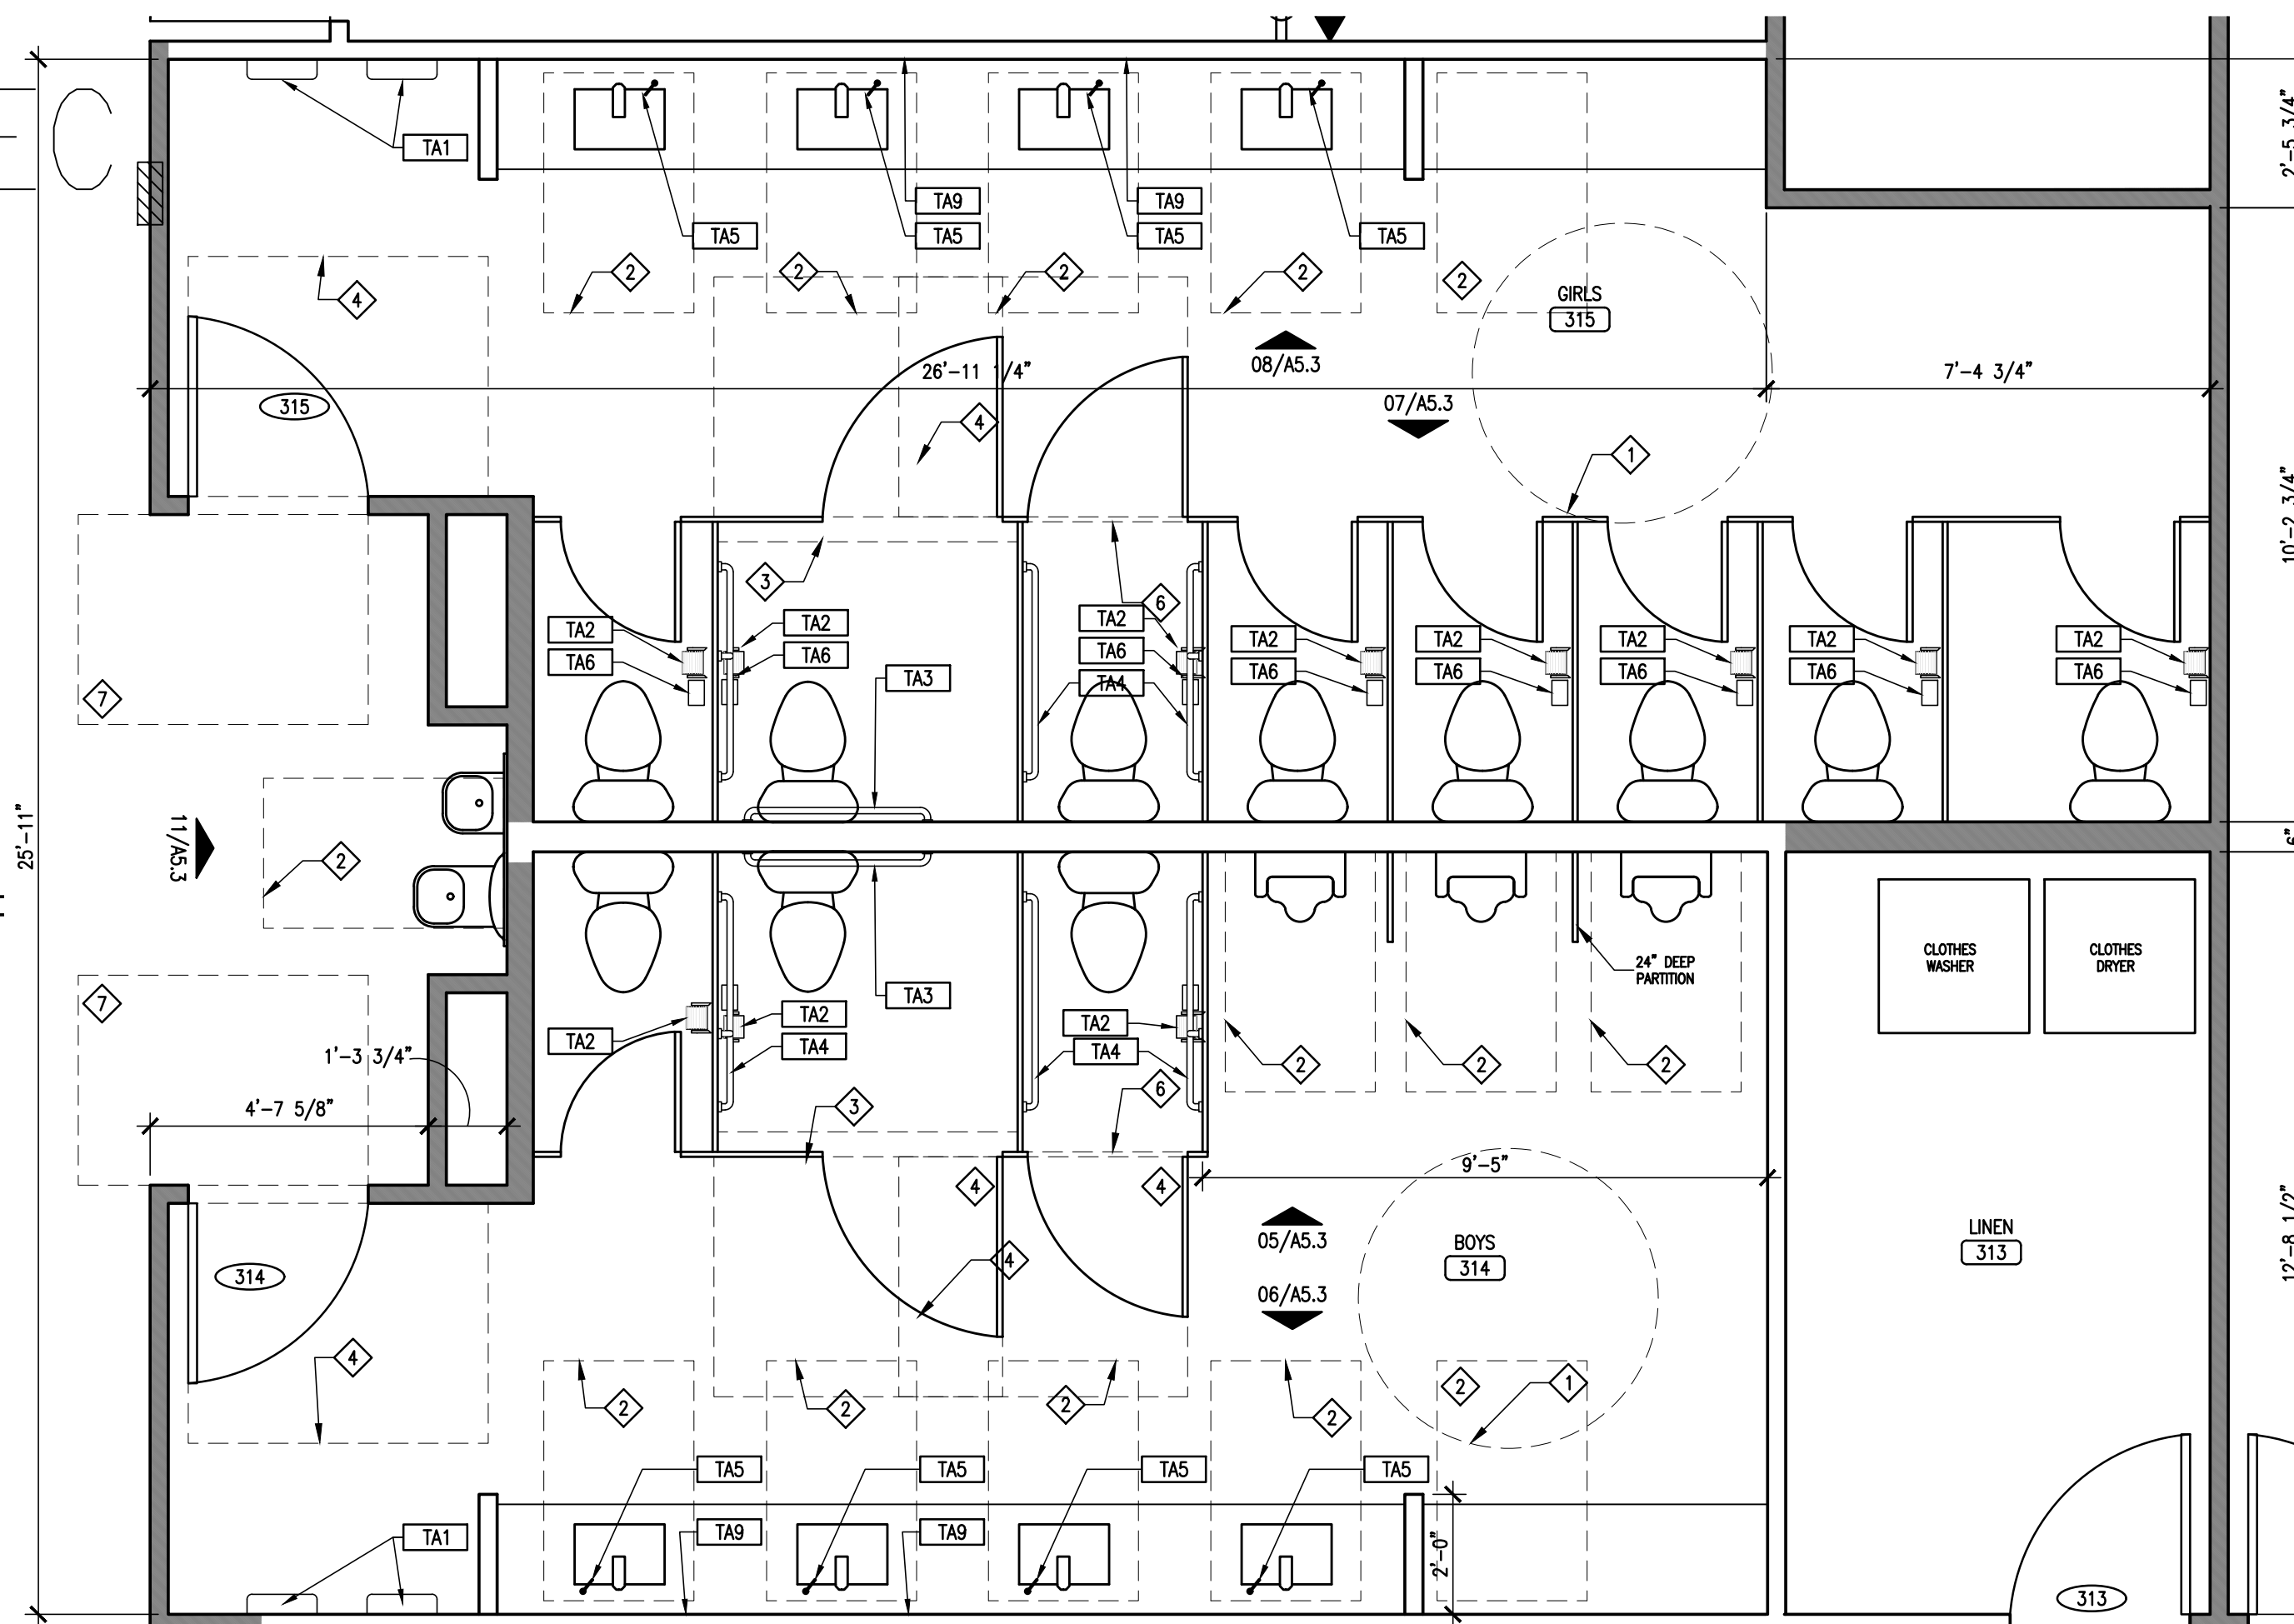 TA1
TA9
TA9
TA5
TA5
TA5
TA5
2
2
2
2
2
4
GIRLS
315
08/A5.3
26'-11 1/4"
7'-4 3/4"
315
07/A5.3
4
1
2'-5 3/4"
10'-2 3/4"
3
6
TA2
TA6
TA2
TA6
TA2
TA6
TA4
TA2
TA6
TA2
TA6
TA2
TA6
TA2
TA6
TA2
TA6
TA3
7
25'-11"
11/A5.3
2
6"
CLOTHES
WASHER
CLOTHES
DRYER
24" DEEP
PARTITION
7
TA3
TA2
TA2
TA4
TA2
TA4
2
2
2
1'-3 3/4"
4'-7 5/8"
3
6
9'-5"
4
4
05/A5.3
BOYS
314
LINEN
313
12'-8 1/2"
314
4
06/A5.3
4
2
2
2
2
2
1
TA5
TA5
TA5
TA5
TA9
TA9
TA1
2'-0"
313